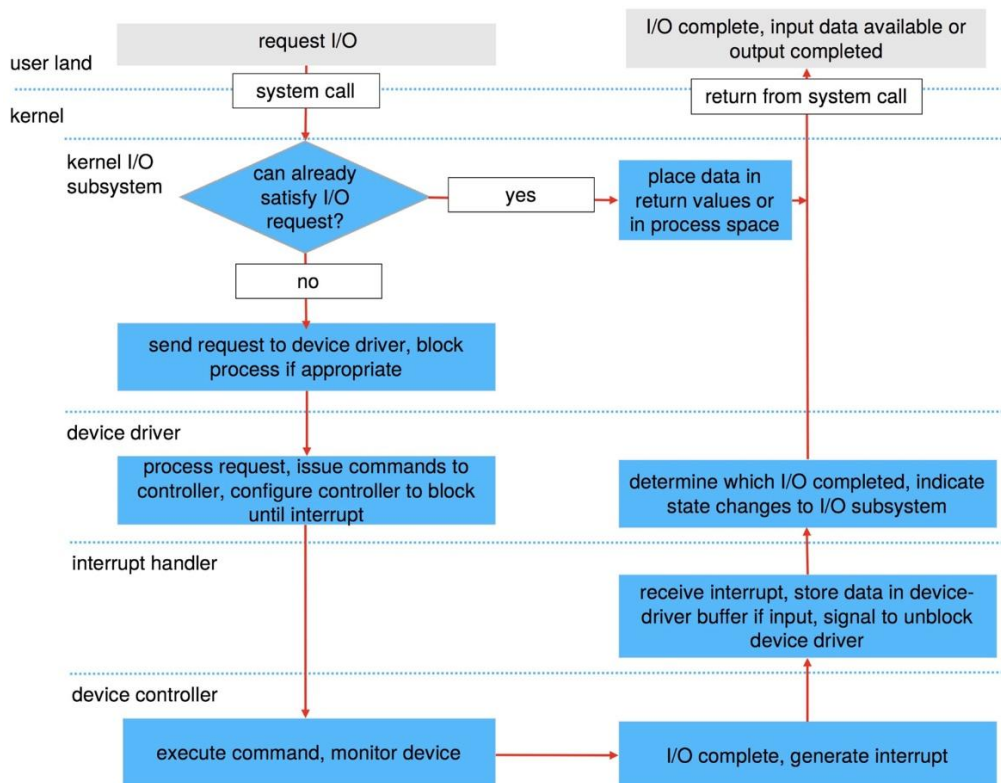 request I/O
I/O complete, input data available or
output completed
user land
system call
return from system call
kernel
kernel I/O
subsystem
can already
satisfy I/O
request?
yes
place data in
return values or
in process space
no
send request to device driver, block
process if appropriate
device driver
process request, issue commands to
controller, configure controller to block
until interrupt
determine which I/O completed, indicate
state changes to I/O subsystem
interrupt handler
receive interrupt, store data in device-
driver buffer if input, signal to unblock
device driver
device controller
execute command, monitor device
I/O complete, generate interrupt